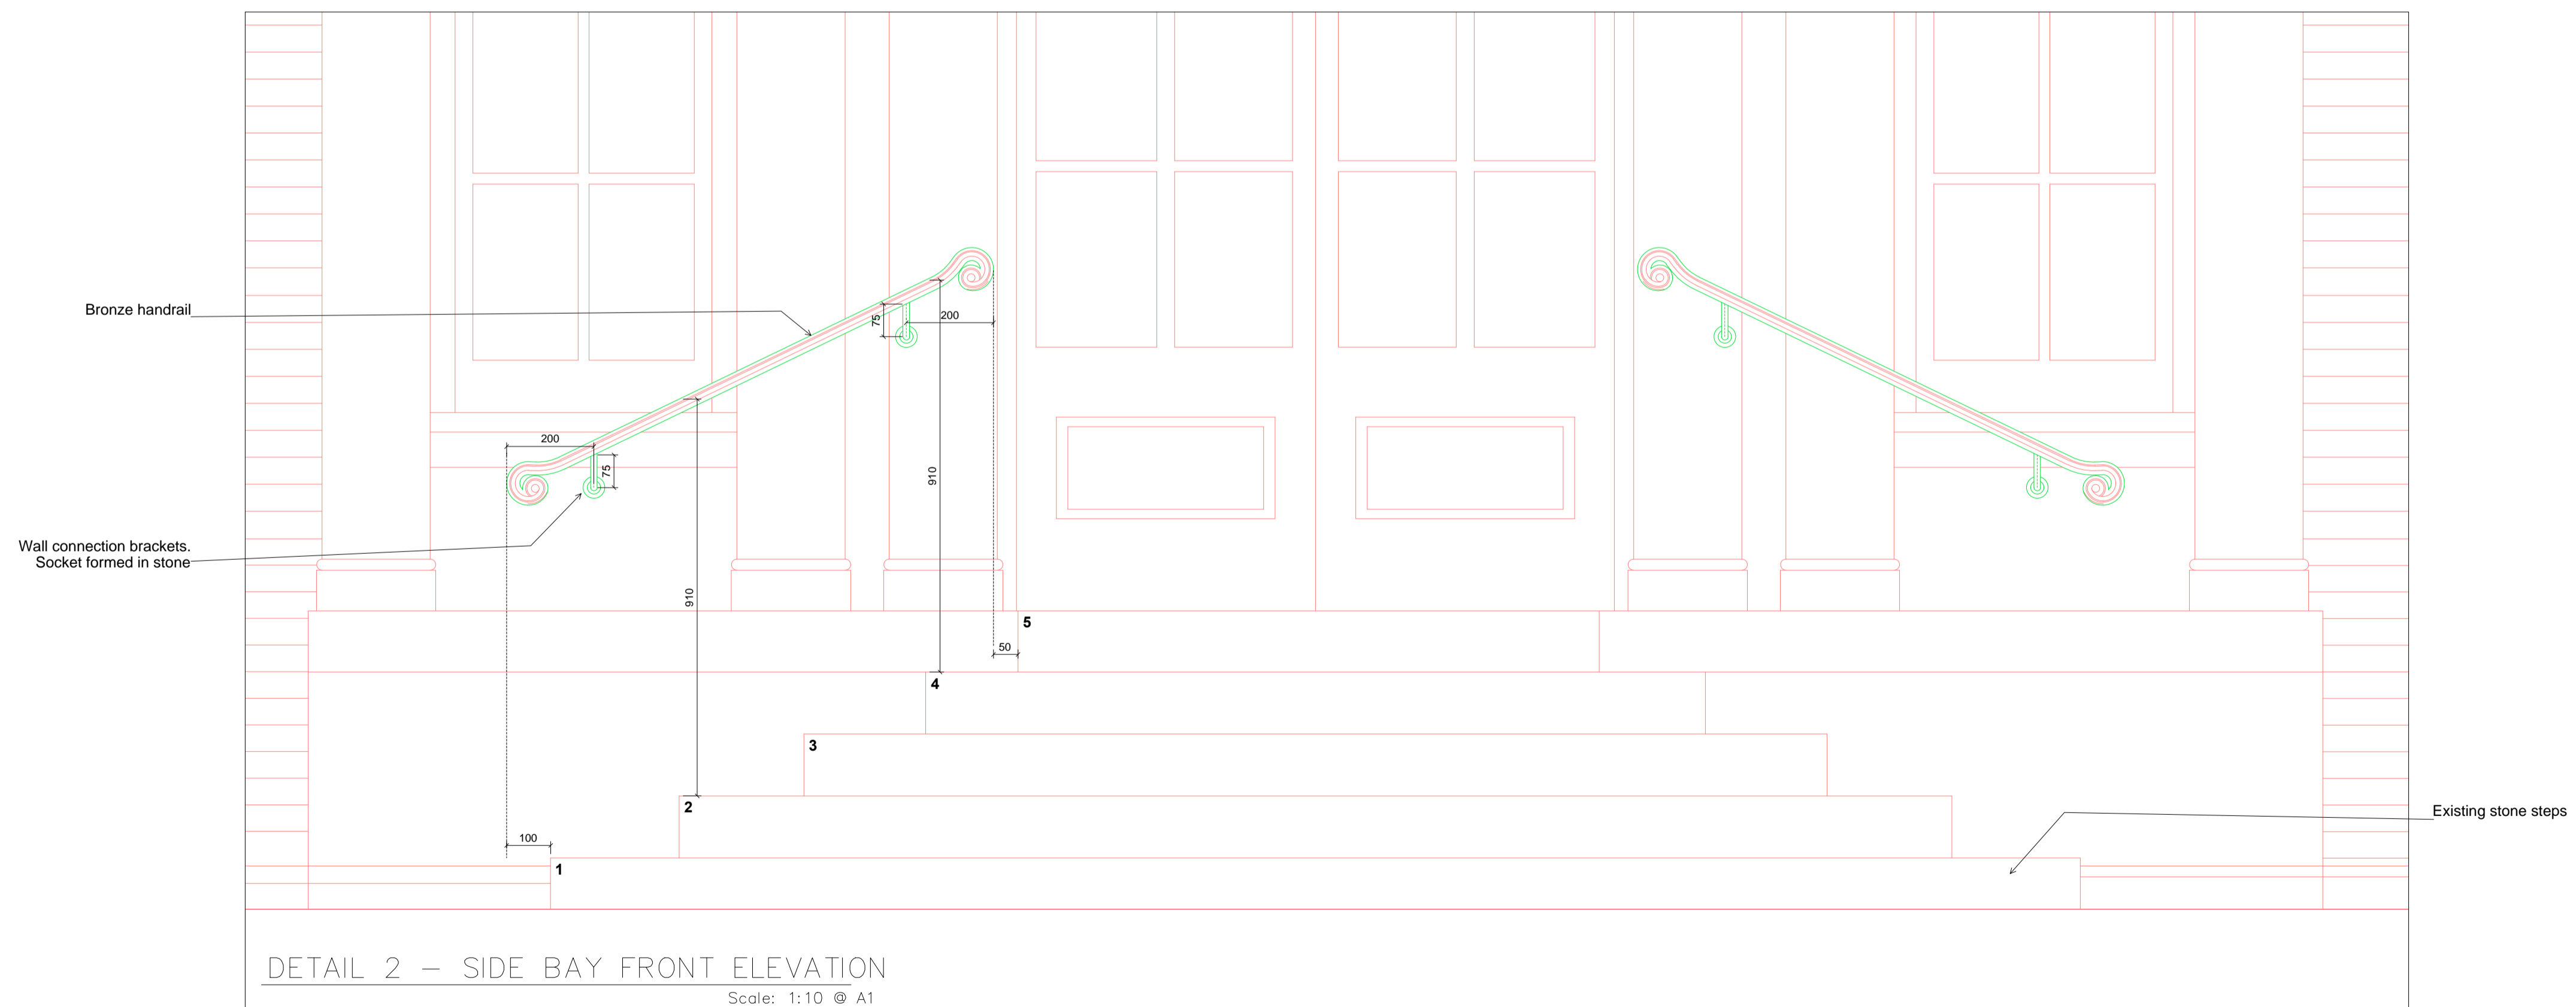 Bronze handrail
75
200
200
75
910
Wall connection brackets.
Socket formed in stone
910
5
50
4
3
2
Existing stone steps
100
1
DETAIL 2 – SIDE BAY FRONT ELEVATION
Scale: 1:10 @ A1